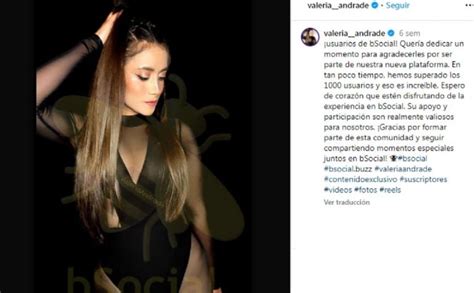 valeria__andrade • Seguir
valeria__andrade 6 sem
¡usuarios de bSocial! Quería dedicar un
momento para agradecerles por ser
parte de nuestra nueva plataforma. En
tan poco tiempo, hemos superado los
1000 usuarios y eso es increíble. Espero
de corazón que estén disfrutando de la
experiencia en bSocial. Su apoyo y
participación son realmente valiosos
para nosotros. ¡Gracias por formar
parte de esta comunidad y seguir
compartiendo momentos especiales
juntos en bSocial! #bsocial
#bsocial.buzz #valeriaandrade
#contenidoexclusivo #suscriptores
#videos #fotos #reels
Ver traducción
bSocial